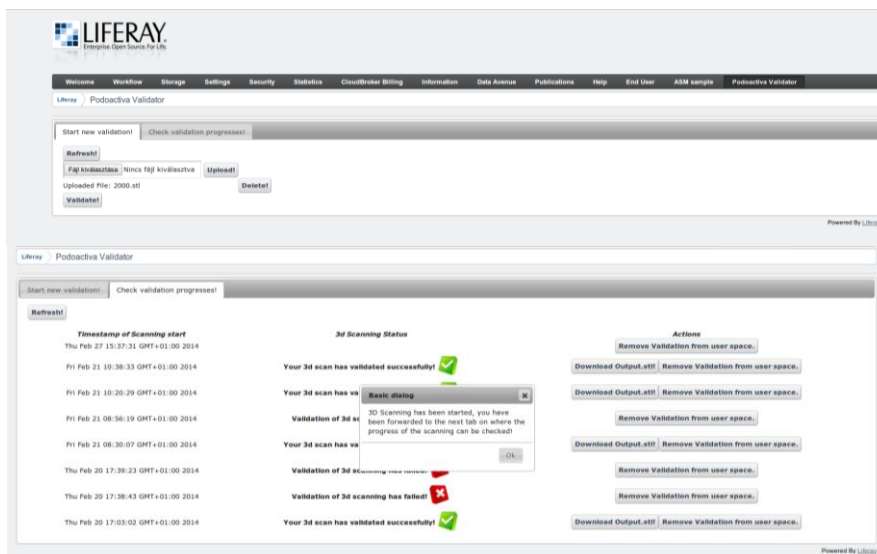 LIFERAY.
Enterprise. Open Source. For Life.
Welcome Workflow Storage Settings Security Statistics CloudBroker Billing Information Data Avenue Publications Help End User ASM sample Podoactiva Validator
Liferay Podoactiva Validator
Start new validation! Check validation progresses!
Refresh!
Fájl kiválasztása Nincs fájl kiválasztva Upload!
Uploaded File: 2000.stl Delete!
Validate!
Powered By Liferay
Liferay Podoactiva Validator
Start new validation! Check validation progresses!
Refresh!
Timestamp of Scanning start 3d Scanning Status Actions
Thu Feb 27 15:37:31 GMT+01:00 2014 Remove Validation from user space.
Fri Feb 21 10:38:33 GMT+01:00 2014 Your 3d scan has validated successfully! Download Output.stl! Remove Validation from user space.
Fri Feb 21 10:20:29 GMT+01:00 2014 Your 3d scan has va Download Output.stl! Remove Validation from user space.
Basic dialog
3D Scanning has been started, you have
been forwarded to the next tab on where the
progress of the scanning can be checked!
Ok
Fri Feb 21 08:56:19 GMT+01:00 2014 Validation of 3d sc Remove Validation from user space.
Fri Feb 21 08:30:07 GMT+01:00 2014 Your 3d scan has va Download Output.stl! Remove Validation from user space.
Thu Feb 20 17:39:23 GMT+01:00 2014 Validation of 3d scanning has failed! Remove Validation from user space.
Thu Feb 20 17:38:43 GMT+01:00 2014 Validation of 3d scanning has failed! Remove Validation from user space.
Thu Feb 20 17:03:02 GMT+01:00 2014 Your 3d scan has validated successfully! Download Output.stl! Remove Validation from user space.
Powered By Liferay